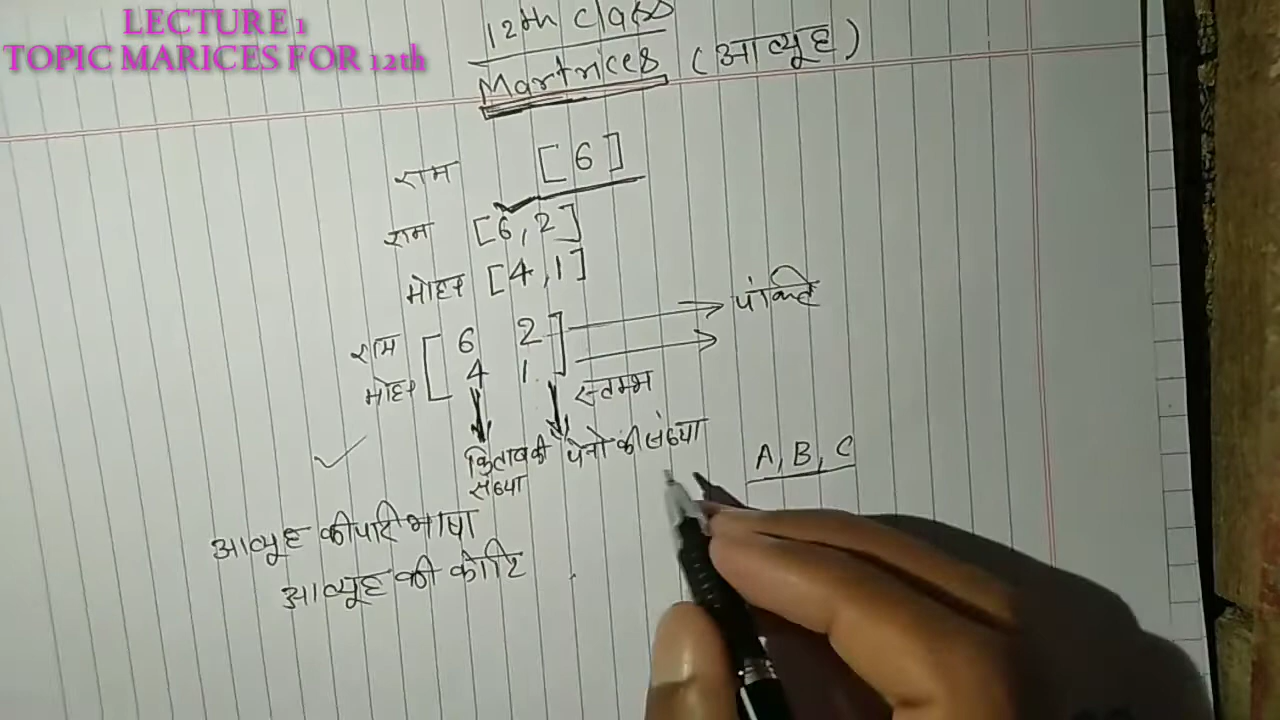 LECTURE 1
TOPIC MARICES FOR 12th
12th class
Martrices (आव्यूह)
राम [6]
राम [6, 2]
मोहन [4, 1]
राम 6 2 पंक्ति
मोहन 4 1
स्तम्भ
किताब की पेनो की संख्या
संख्या
A, B, C
आव्यूह की परिभाषा
आव्यूह की कोटि